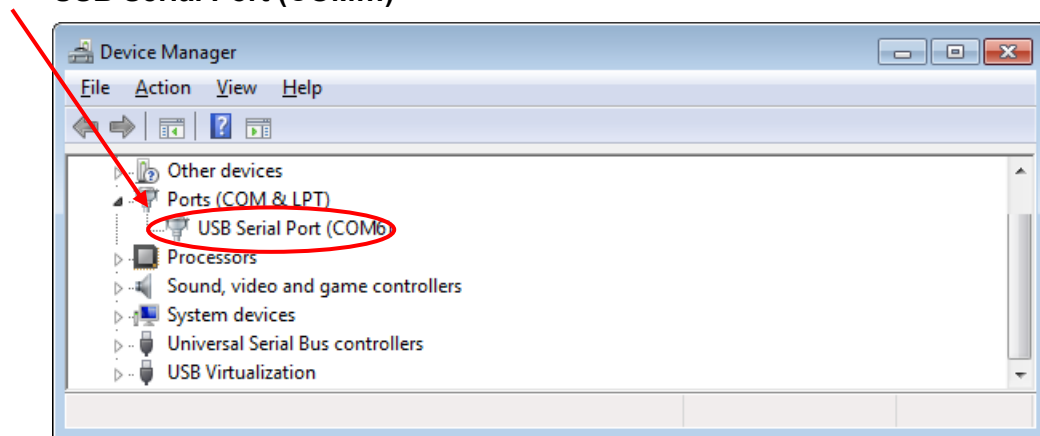 Device Manager
File Action View Help
Other devices
Ports (COM & LPT)
USB Serial Port (COM6)
Processors
Sound, video and game controllers
System devices
Universal Serial Bus controllers
USB Virtualization